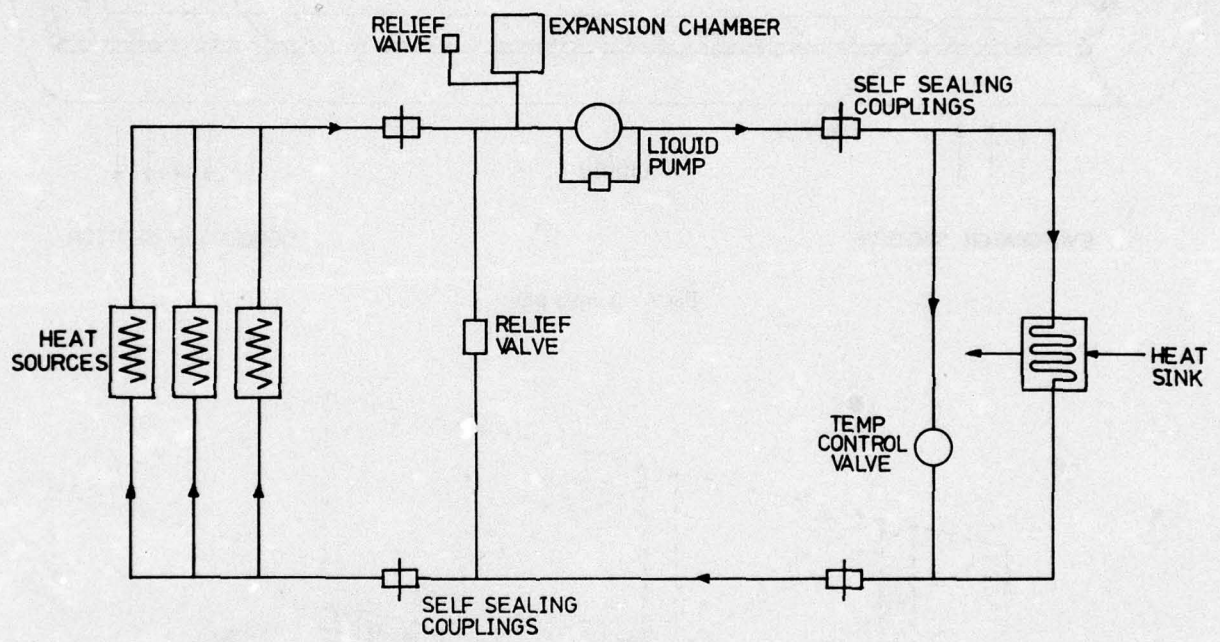 RELIEF
VALVE
EXPANSION CHAMBER
SELF SEALING
COUPLINGS
LIQUID
PUMP
HEAT
SOURCES
RELIEF
VALVE
HEAT
SINK
TEMP
CONTROL
VALVE
SELF SEALING
COUPLINGS